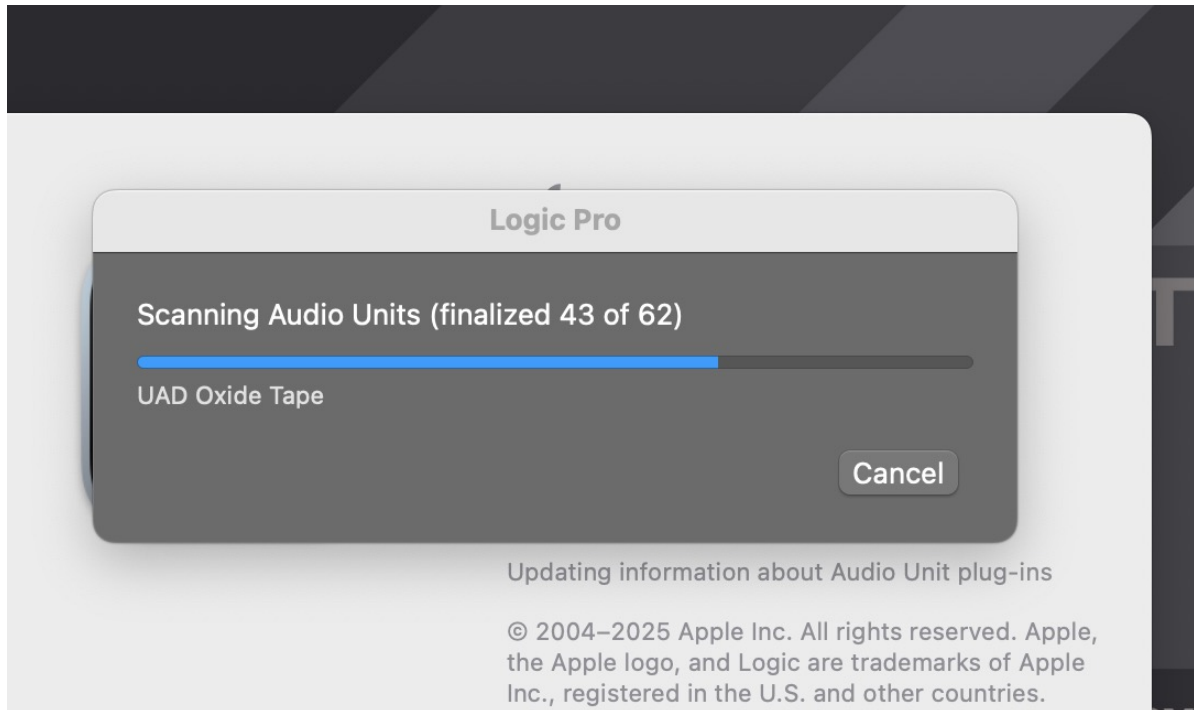 Logic Pro
Scanning Audio Units (finalized 43 of 62)
UAD Oxide Tape
Cancel
Updating information about Audio Unit plug-ins
© 2004–2025 Apple Inc. All rights reserved. Apple,
the Apple logo, and Logic are trademarks of Apple
Inc., registered in the U.S. and other countries.